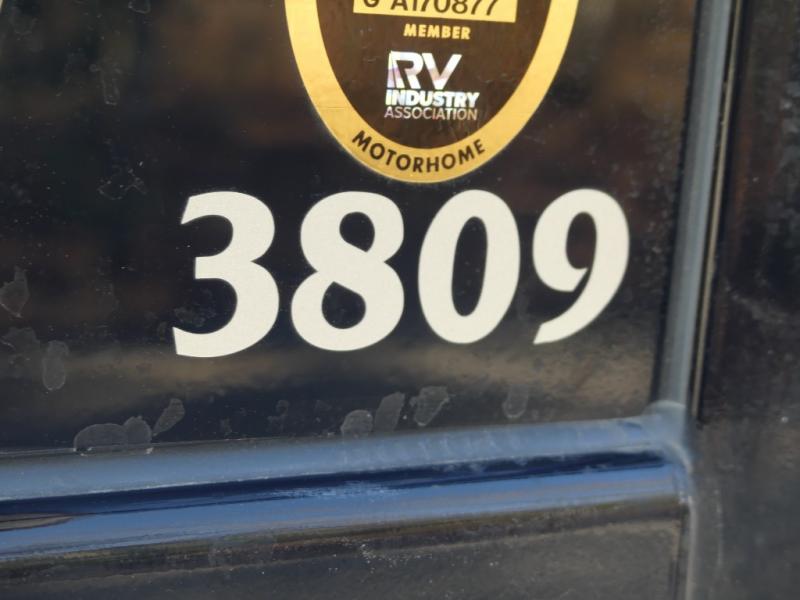 G A170877
MEMBER
RV
INDUSTRY
ASSOCIATION
MOTORHOME
3809